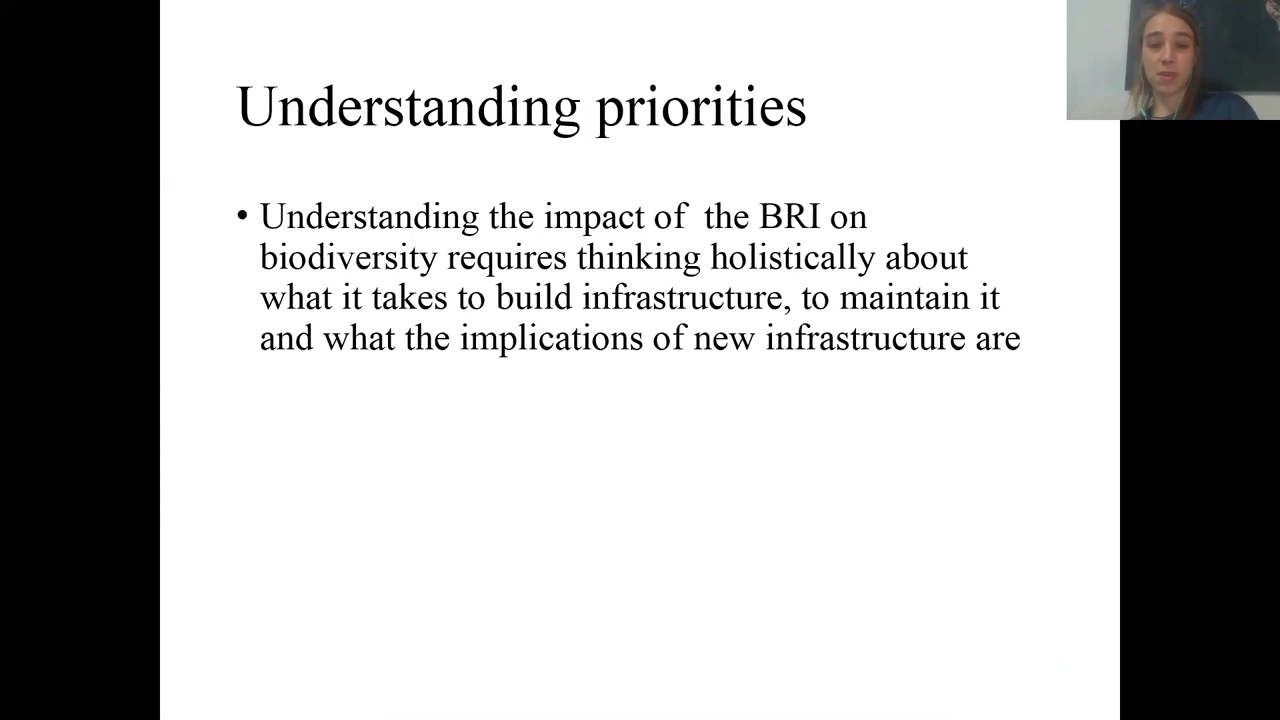 Understanding priorities
• Understanding the impact of  the BRI on
biodiversity requires thinking holistically about
what it takes to build infrastructure, to maintain it
and what the implications of new infrastructure are